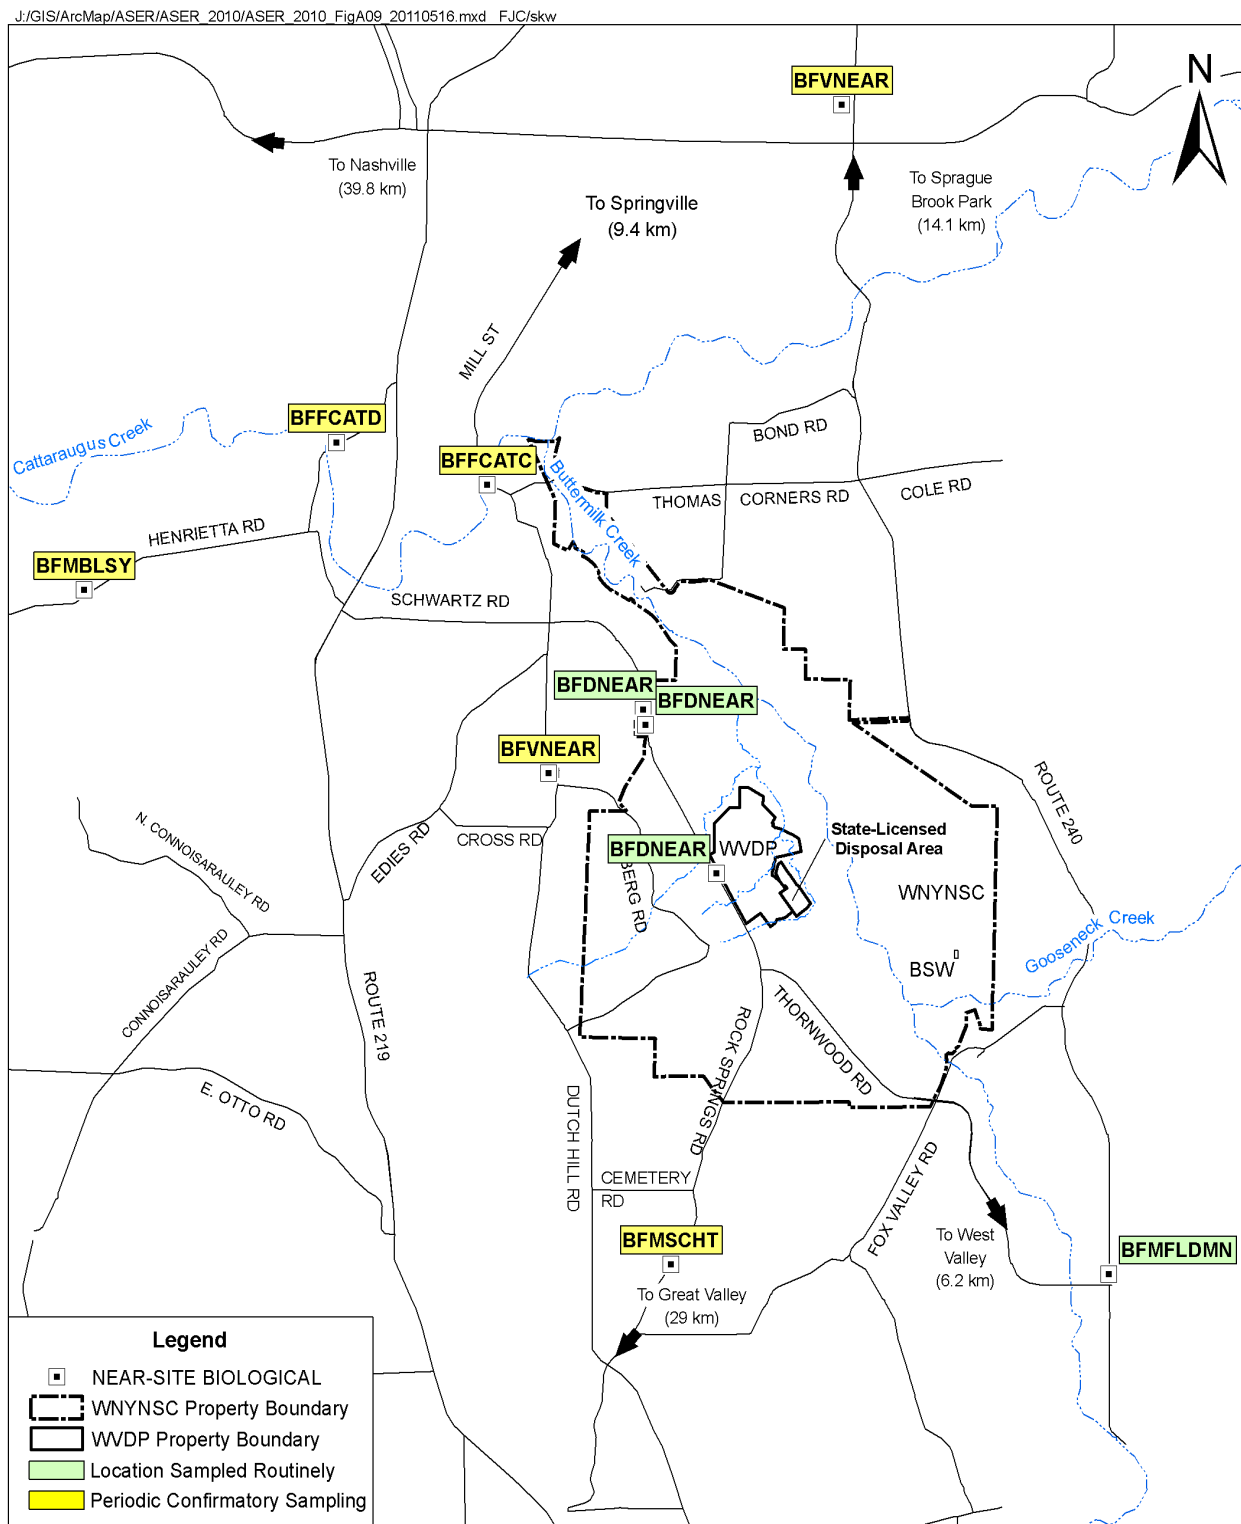 J:/GIS/ArcMap/ASER/ASER_2010/ASER_2010_FigA09_20110516.mxd FJC/skw
BFVNEAR
N
To Nashville
(39.8 km)
To Springville
(9.4 km)
To Sprague
Brook Park
(14.1 km)
MILL ST
BFFCATD
Cattaraugus Creek
BFFCATC
BOND RD
Buttermilk Creek
THOMAS CORNERS RD
COLE RD
HENRIETTA RD
BFMBLSY
SCHWARTZ RD
BFDNEAR
BFDNEAR
BFVNEAR
ROUTE 240
N. CONNOISARAULEY RD
EDIES RD
CROSS RD
BFDNEAR
BERG RD
WVDP
State-Licensed
Disposal Area
WNYNSC
Gooseneck Creek
BSW
CONNOISARAULEY RD
ROUTE 219
ROCK SPRINGS RD
THORNWOOD RD
E. OTTO RD
DUTCH HILL RD
CEMETERY
RD
FOX VALLEY RD
BFMSCHT
To West
Valley
(6.2 km)
BFMFLDMN
To Great Valley
(29 km)
Legend
NEAR-SITE BIOLOGICAL
WNYNSC Property Boundary
WVDP Property Boundary
Location Sampled Routinely
Periodic Confirmatory Sampling